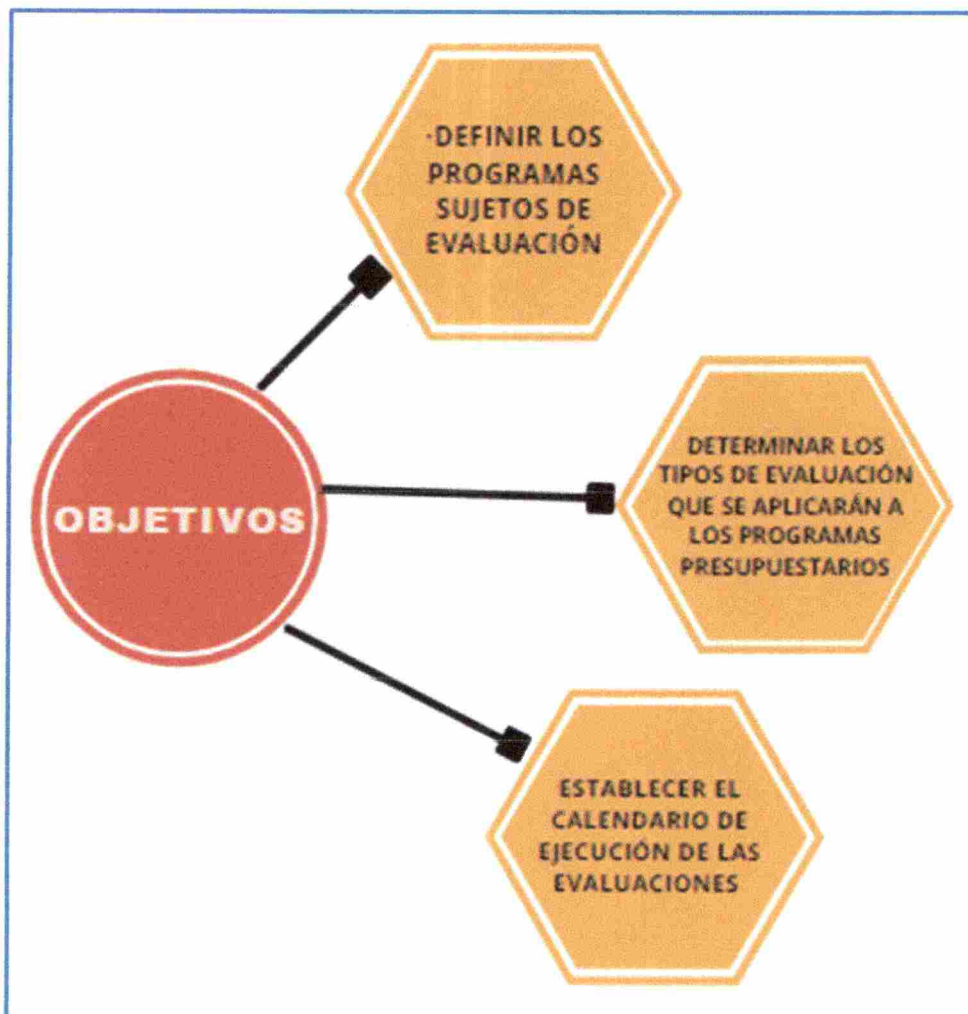 ·DEFINIR LOS
PROGRAMAS
SUJETOS DE
EVALUACIÓN
OBJETIVOS
DETERMINAR LOS
TIPOS DE EVALUACIÓN
QUE SE APLICARÁN A
LOS PROGRAMAS
PRESUPUESTARIOS
ESTABLECER EL
CALENDARIO DE
EJECUCIÓN DE LAS
EVALUACIONES